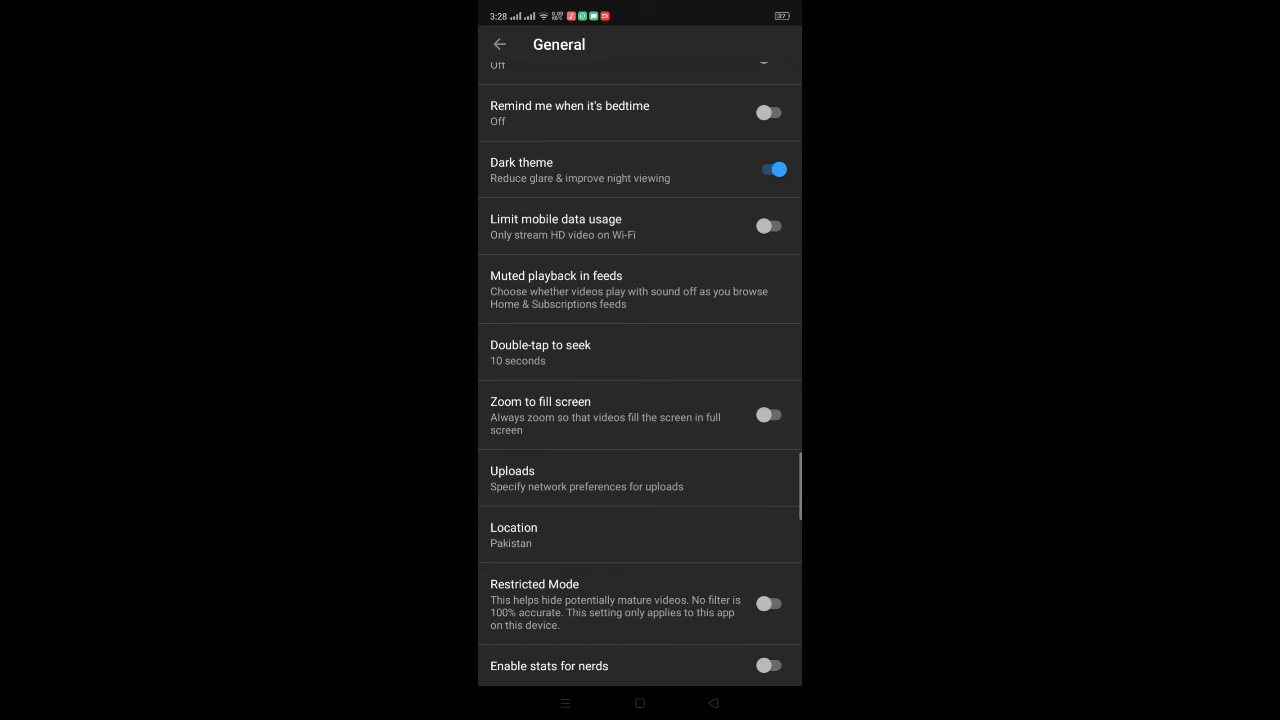 3:28
27
General
Off
Remind me when it's bedtime
Off
Dark theme
Reduce glare & improve night viewing
Limit mobile data usage
Only stream HD video on Wi-Fi
Muted playback in feeds
Choose whether videos play with sound off as you browse
Home & Subscriptions feeds
Double-tap to seek
10 seconds
Zoom to fill screen
Always zoom so that videos fill the screen in full
screen
Uploads
Specify network preferences for uploads
Location
Pakistan
Restricted Mode
This helps hide potentially mature videos. No filter is
100% accurate. This setting only applies to this app
on this device.
Enable stats for nerds